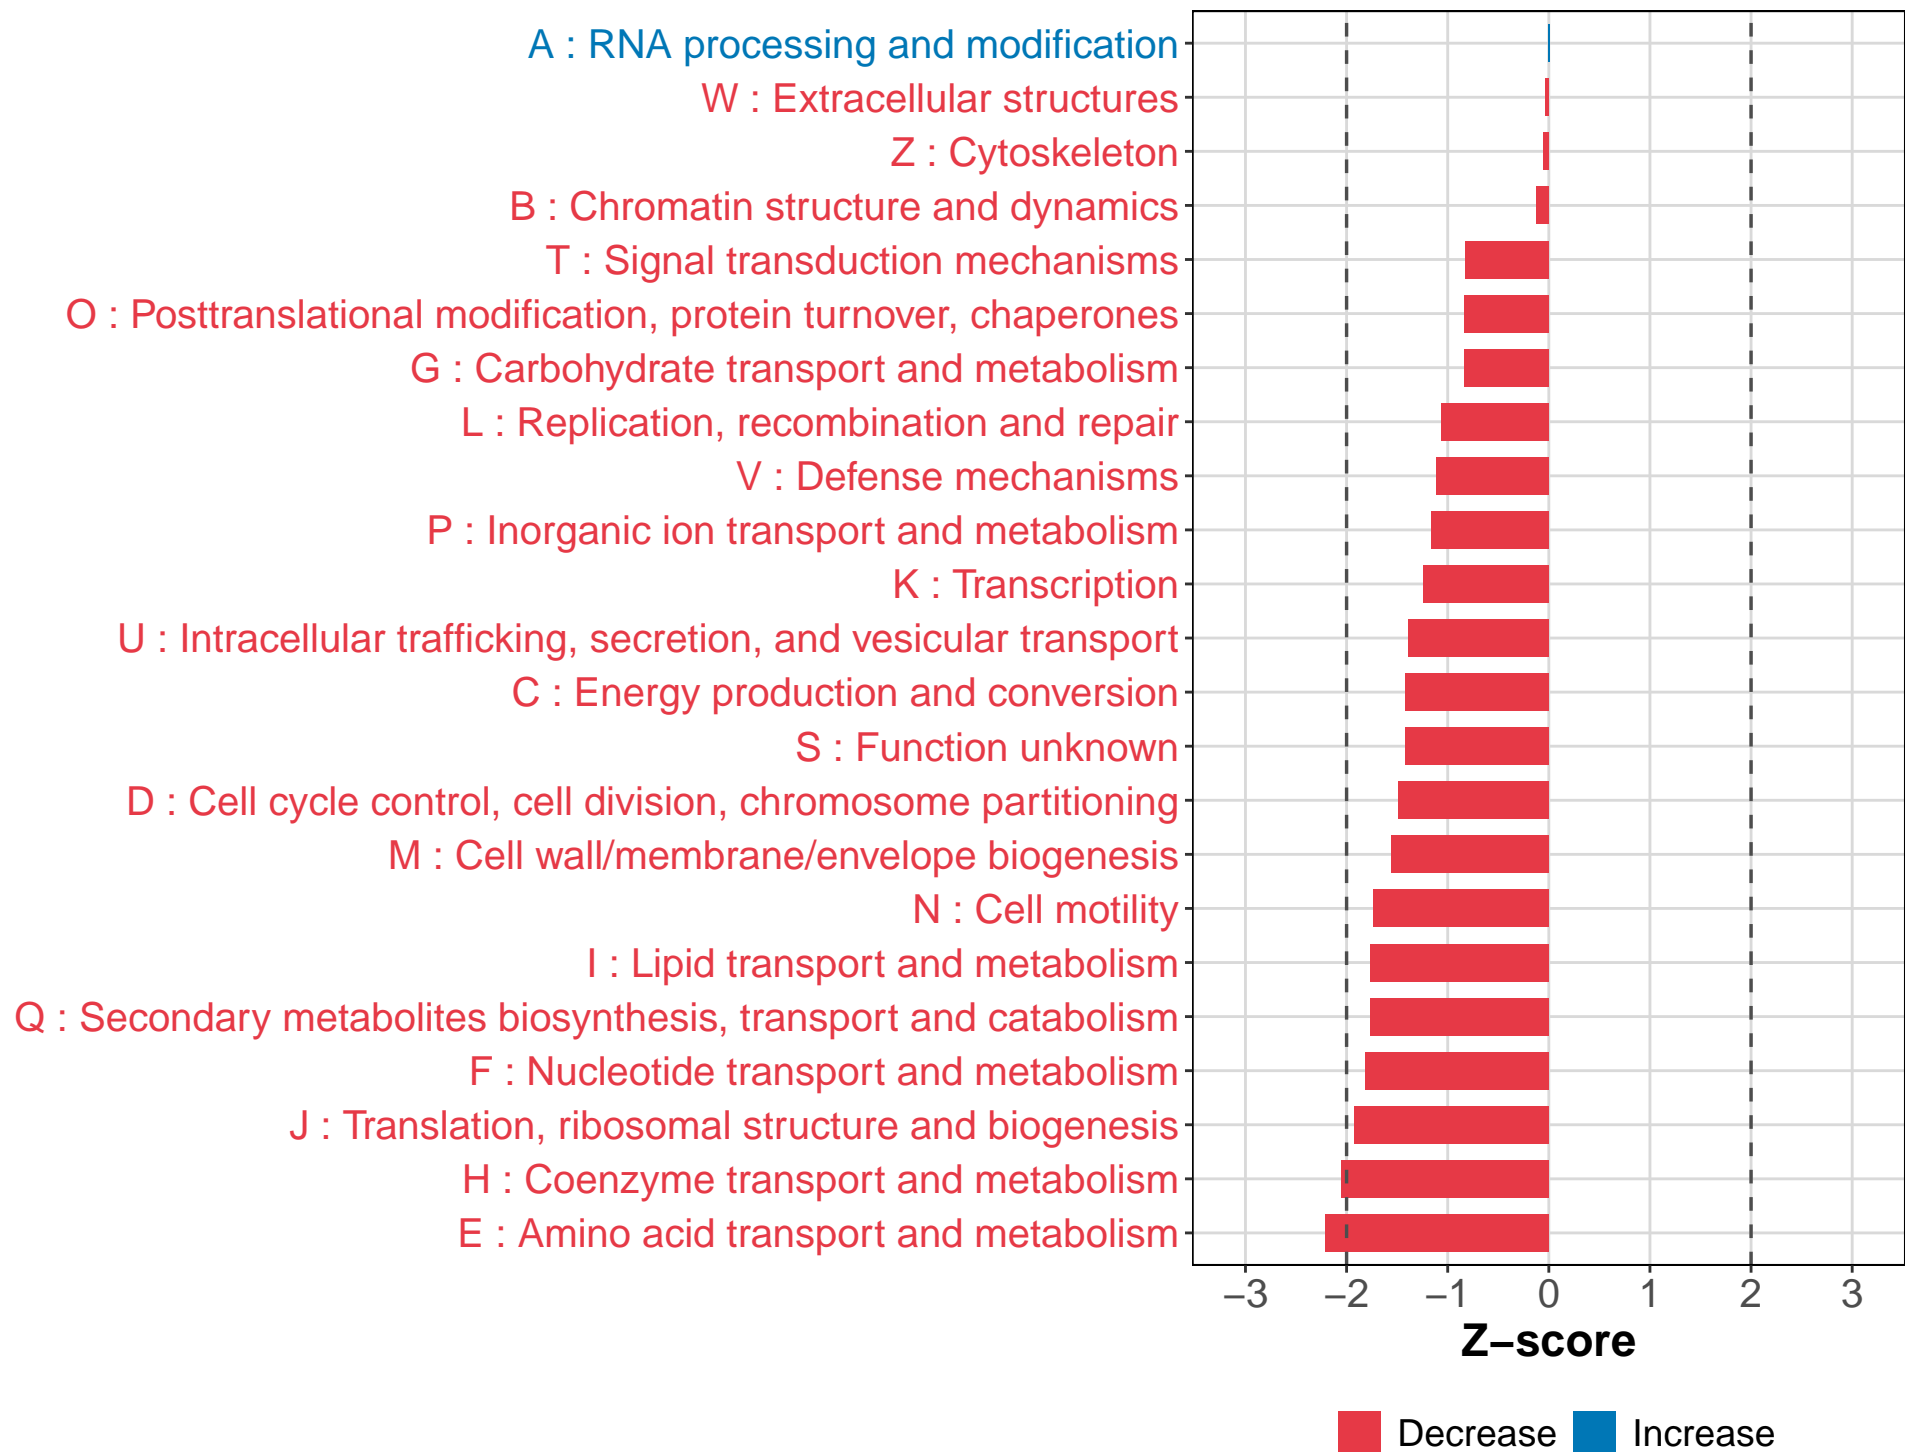 A : RNA processing and modification
W : Extracellular structures
Z : Cytoskeleton
B : Chromatin structure and dynamics
T : Signal transduction mechanisms
O : Posttranslational modification, protein turnover, chaperones
G : Carbohydrate transport and metabolism
L : Replication, recombination and repair
V : Defense mechanisms
P : Inorganic ion transport and metabolism
K : Transcription
U : Intracellular trafficking, secretion, and vesicular transport
C : Energy production and conversion
S : Function unknown
D : Cell cycle control, cell division, chromosome partitioning
M : Cell wall/membrane/envelope biogenesis
N : Cell motility
I : Lipid transport and metabolism
Q : Secondary metabolites biosynthesis, transport and catabolism
F : Nucleotide transport and metabolism
J : Translation, ribosomal structure and biogenesis
H : Coenzyme transport and metabolism
E : Amino acid transport and metabolism
−3 −2 −1 0 1 2 3
Z−score
Decrease Increase